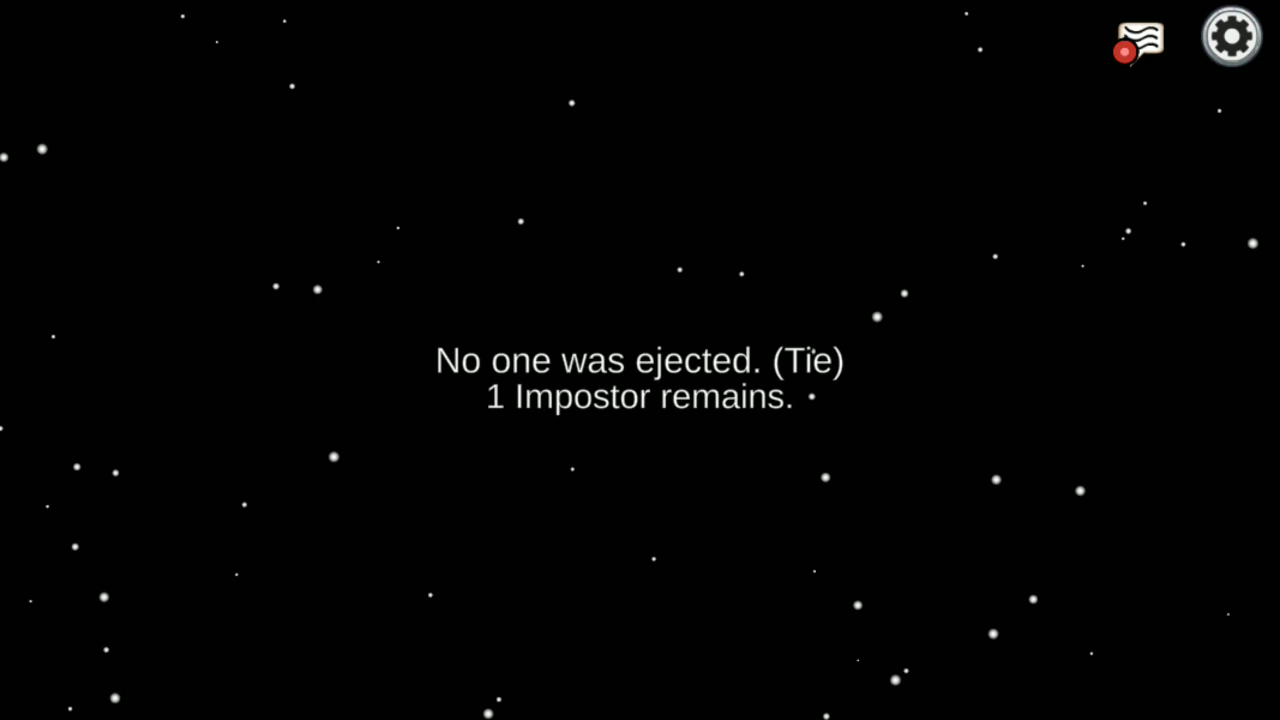 No one was ejected. (Tie)
1 Impostor remains.